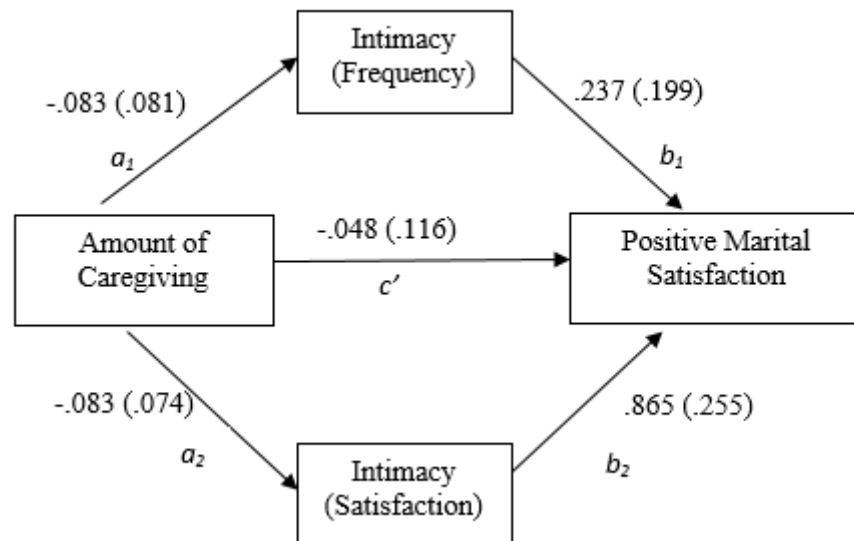 Intimacy
(Frequency)
-.083 (.081)
.237 (.199)
a1
b1
Amount of
Caregiving
-.048 (.116)
c’
Positive Marital
Satisfaction
-.083 (.074)
.865 (.255)
a2
b2
Intimacy
(Satisfaction)